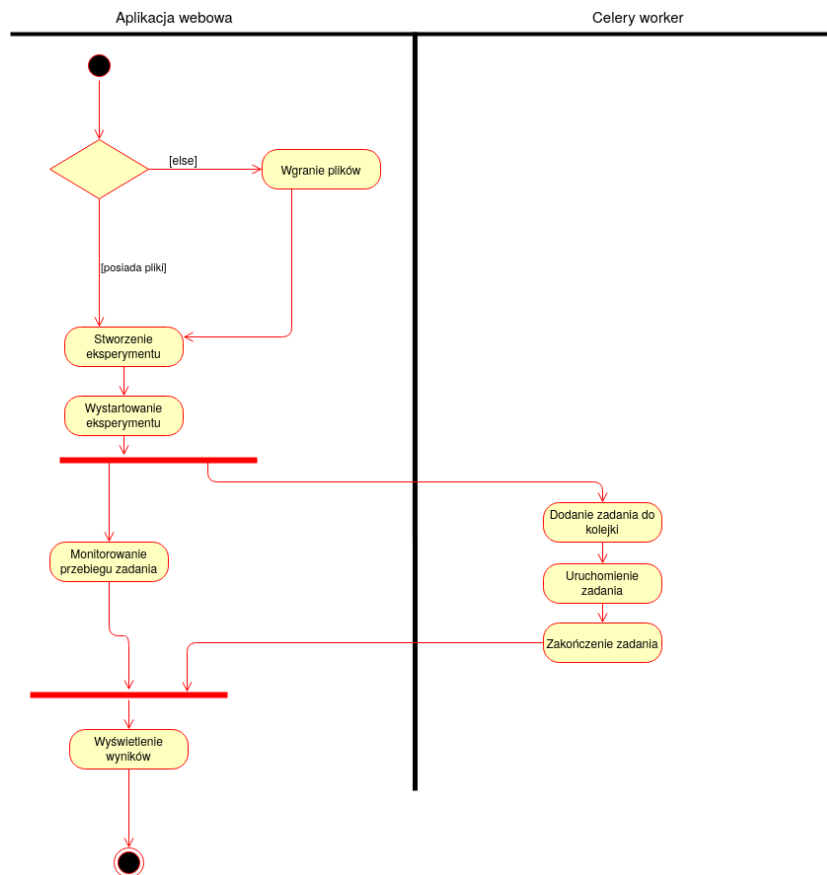 Aplikacja webowa
Celery worker
[else]
Wgranie plików
[posiada pliki]
Stworzenie
eksperymentu
Wystartowanie
eksperymentu
Dodanie zadania do
kolejki
Monitorowanie
przebiegu zadania
Uruchomienie
zadania
Zakończenie zadania
Wyświetlenie
wyników